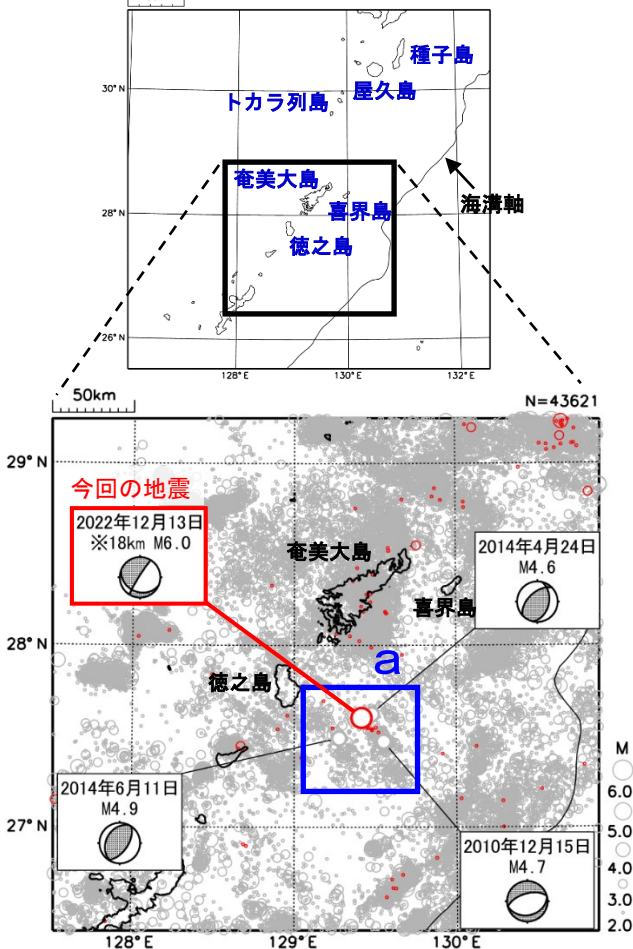 種子島
30°N
屋久島
トカラ列島
奄美大島
28°N
喜界島
海溝軸
徳之島
26°N
128°E
130°E
132°E
50km
N=43621
29°N
今回の地震
2022年12月13日
※18km M6.0
奄美大島
2014年4月24日
M4.6
喜界島
28°N
a
徳之島
M
2014年6月11日
M4.9
6.0
27°N
5.0
2010年12月15日
M4.7
4.0
3.0
2.0
128°E
129°E
130°E